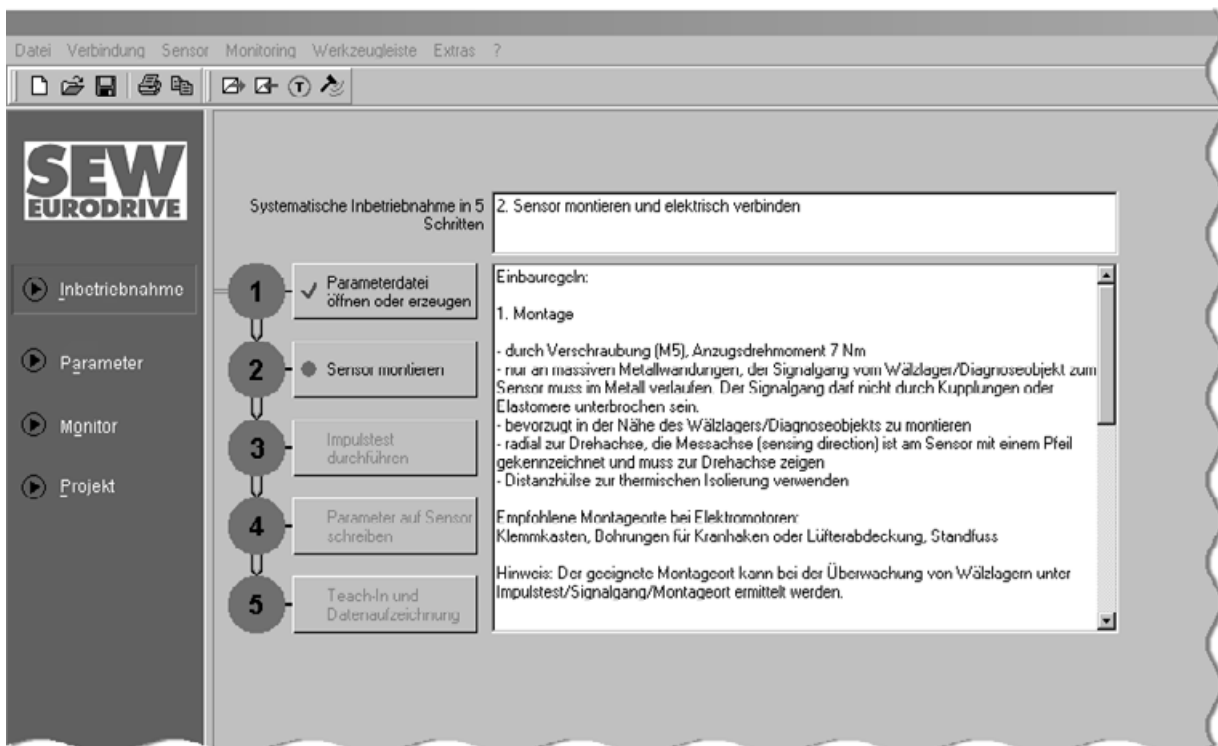 Datei Verbindung Sensor Monitoring Werkzeugleiste Extras ?
T
SEW
EURODRIVE
Inbetriebnahme
Parameter
Monitor
Projekt
Systematische Inbetriebnahme in 5
Schritten
2. Sensor montieren und elektrisch verbinden
1
Parameterdatei
öffnen oder erzeugen
2
Sensor montieren
3
Impulstest
durchführen
4
Parameter auf Sensor
schreiben
5
Teach-In und
Datenaufzeichnung
Einbauregeln:
1. Montage
- durch Verschraubung (M5), Anzugsdrehmoment 7 Nm
- nur an massiven Metallwandungen, der Signalgang vom Wälzlager/Diagnoseobjekt zum
Sensor muss im Metall verlaufen. Der Signalgang darf nicht durch Kupplungen oder
Elastomere unterbrochen sein.
- bevorzugt in der Nähe des Wälzlagers/Diagnoseobjekts zu montieren
- radial zur Drehachse, die Messachse (sensing direction) ist am Sensor mit einem Pfeil
gekennzeichnet und muss zur Drehachse zeigen
- Distanzhülse zur thermischen Isolierung verwenden
Empfohlene Montageorte bei Elektromotoren:
Klemmkasten, Bohrungen für Kranhaken oder Lüfterabdeckung, Standfuss
Hinweis: Der geeignete Montageort kann bei der Überwachung von Wälzlagern unter
Impulstest/Signalgang/Montageort ermittelt werden.